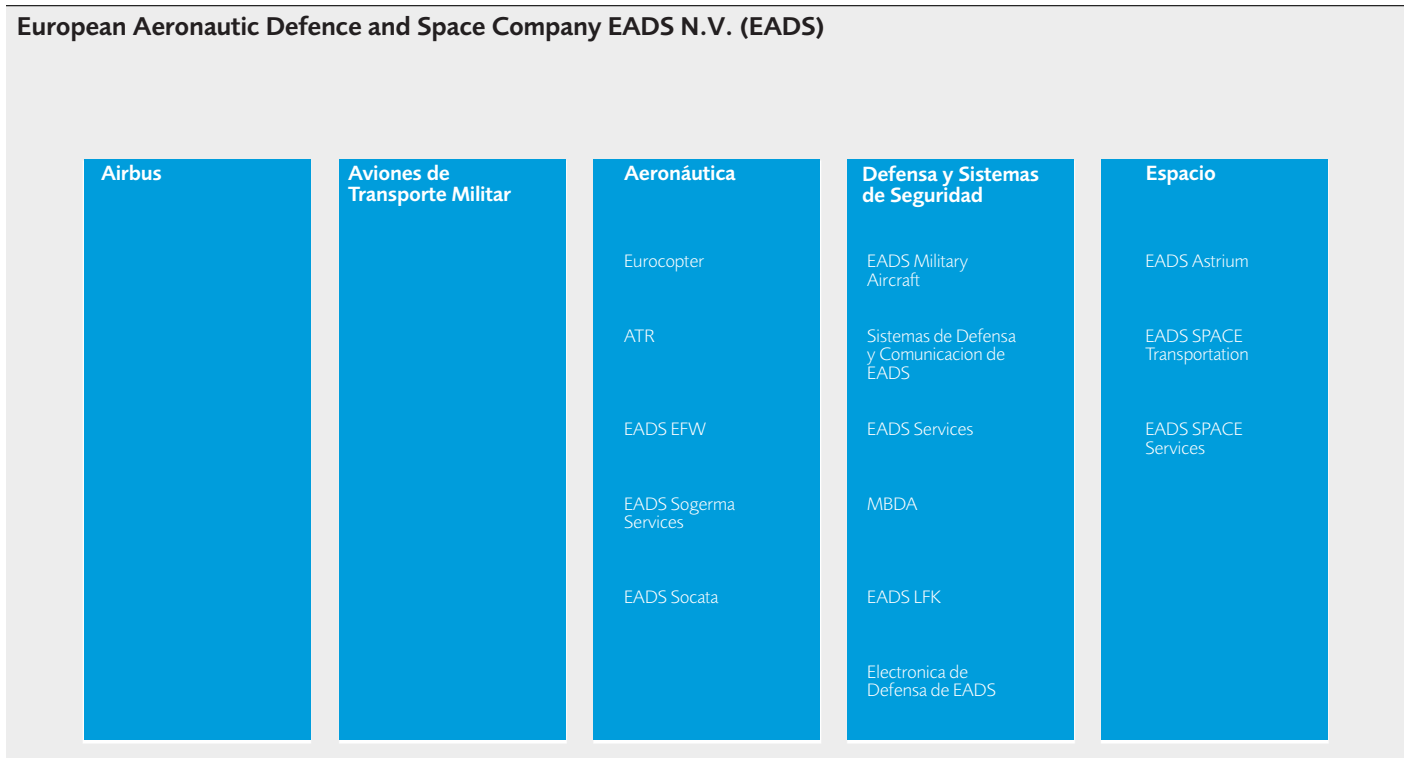 European Aeronautic Defence and Space Company EADS N.V. (EADS)
Airbus
Aviones de
Transporte Militar
Aeronáutica
Eurocopter
ATR
EADS EFW
EADS Sogerma
Services
EADS Socata
Defensa y Sistemas
de Seguridad
EADS Military
Aircraft
Sistemas de Defensa
y Comunicacion de
EADS
EADS Services
MBDA
EADS LFK
Electronica de
Defensa de EADS
Espacio
EADS Astrium
EADS SPACE
Transportation
EADS SPACE
Services